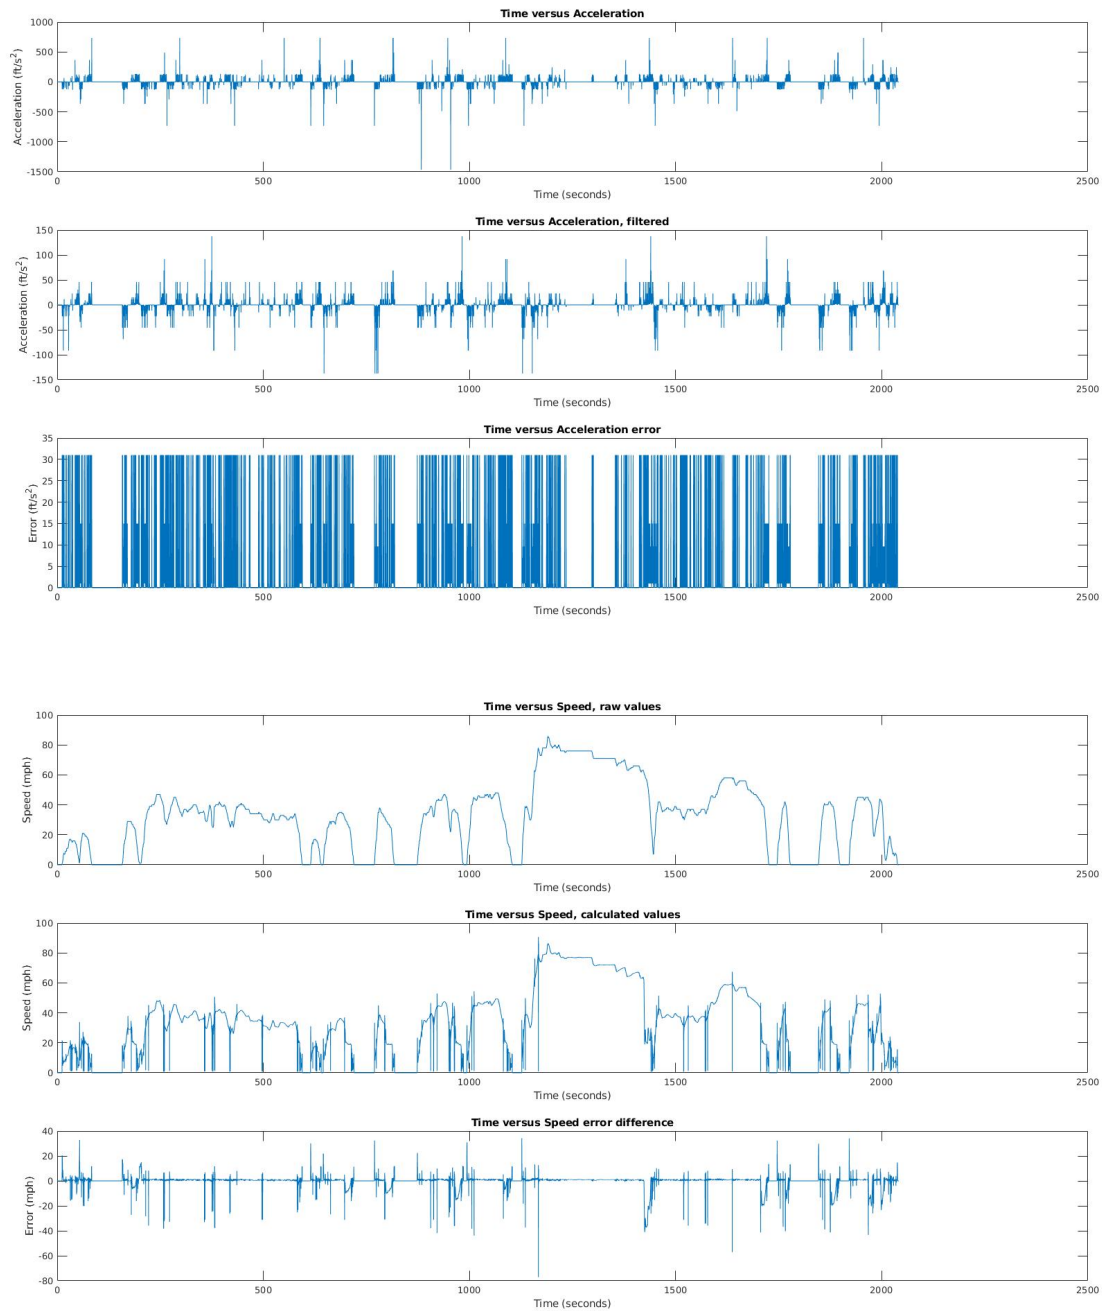 Time versus Acceleration
Acceleration (ft/s²)
1000
500
0
-500
-1000
-1500
0 500 1000 1500 2000 2500
Time (seconds)
Time versus Acceleration, filtered
Acceleration (ft/s²)
150
100
50
0
-50
-100
-150
0 500 1000 1500 2000 2500
Time (seconds)
Time versus Acceleration error
Error (ft/s²)
35
30
25
20
15
10
5
0
0 500 1000 1500 2000 2500
Time (seconds)
Time versus Speed, raw values
Speed (mph)
100
80
60
40
20
0
0 500 1000 1500 2000 2500
Time (seconds)
Time versus Speed, calculated values
Speed (mph)
100
80
60
40
20
0
0 500 1000 1500 2000 2500
Time (seconds)
Time versus Speed error difference
Error (mph)
40
20
0
-20
-40
-60
-80
0 500 1000 1500 2000 2500
Time (seconds)